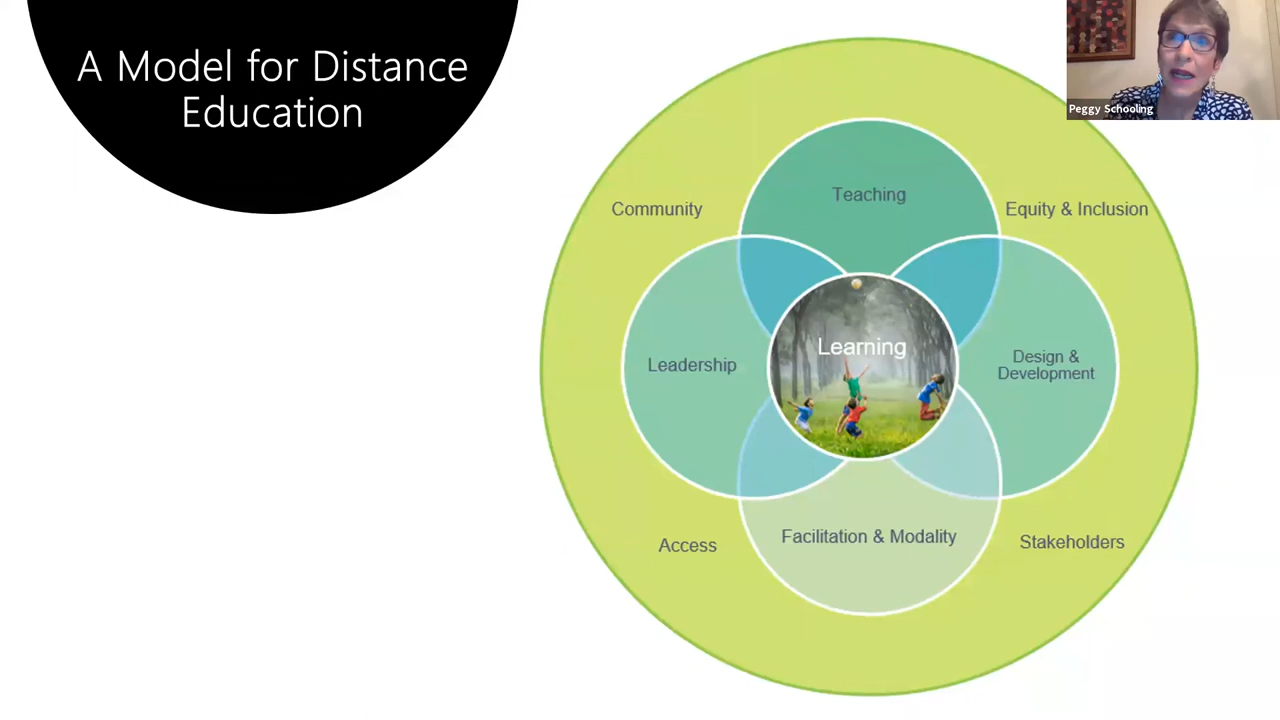 A Model for Distance
Education
Peggy Schooling
Teaching
Community
Equity & Inclusion
Learning
Leadership
Design &
Development
Facilitation & Modality
Access
Stakeholders